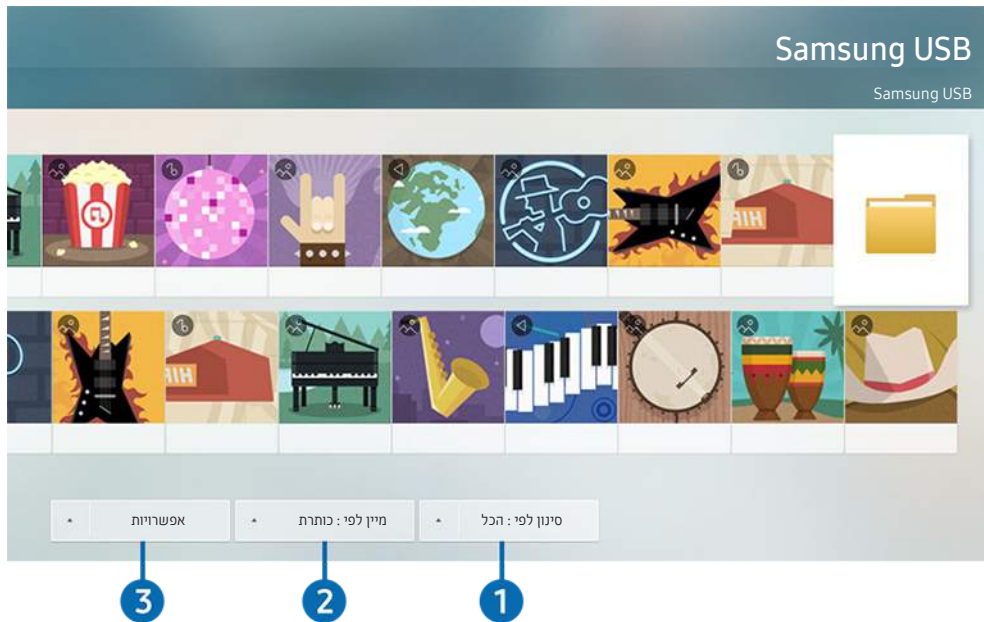 Samsung USB
Samsung USB
HIA
HIA
סינון לפי : הכל
מיין לפי : כותרת
אפשרויות
1
2
3